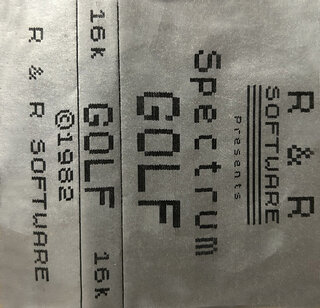 R & R
SOFTWARE
presents
Spectrum
GOLF
16k GOLF 16k
@1982
R & R SOFTWARE